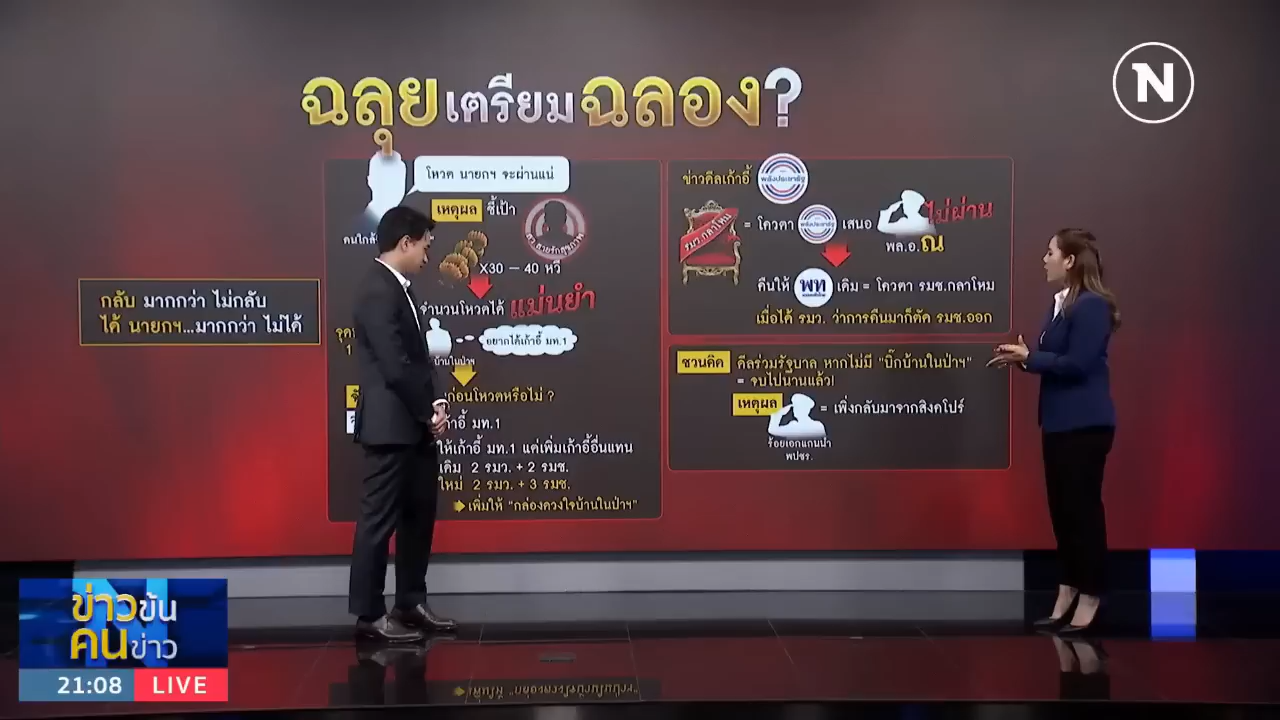 ฉลุยเตรียมฉลอง?
N
โหวต นายกฯ จะผ่านแน่
เหตุผล ชี้เป้า
สว.สวยรักสุขภาพ
X30 – 40 หวี
จำนวนโหวตได้ แม่นยำ
อยากได้เก้าอี้ มท.1
บ้านในป่าฯ
ก่อนโหวตหรือไม่ ?
มท.1
ให้เก้าอี้ มท.1 แค่เพิ่มเก้าอี้อื่นแทน
เดิม 2 รมว. + 2 รมช.
ใหม่ 2 รมว. + 3 รมช.
เพิ่มให้ "กล่องดวงใจบ้านในป่าฯ"
กลับ มากกว่า ไม่กลับ
ได้ นายกฯ...มากกว่า ไม่ได้
ข่าวดีลเก้าอี้ พลังประชารัฐ
รมว.กลาโหม = โควตา พลังประชารัฐ เสนอ ไม่ผ่าน
พล.อ.ณ
คืนให้ พท เดิม = โควตา รมช.กลาโหม
เมื่อได้ รมว. ว่าการคืนมาก็ตัด รมช.ออก
ชวนคิด ดีลร่วมรัฐบาล หากไม่มี "บิ๊กบ้านในป่าฯ"
= จบไปนานแล้ว!
เหตุผล = เพิ่งกลับมาจากสิงคโปร์
ร้อยเอกแกนนำ
พปชร.
ข่าวข้น
คนข่าว
21:08 LIVE